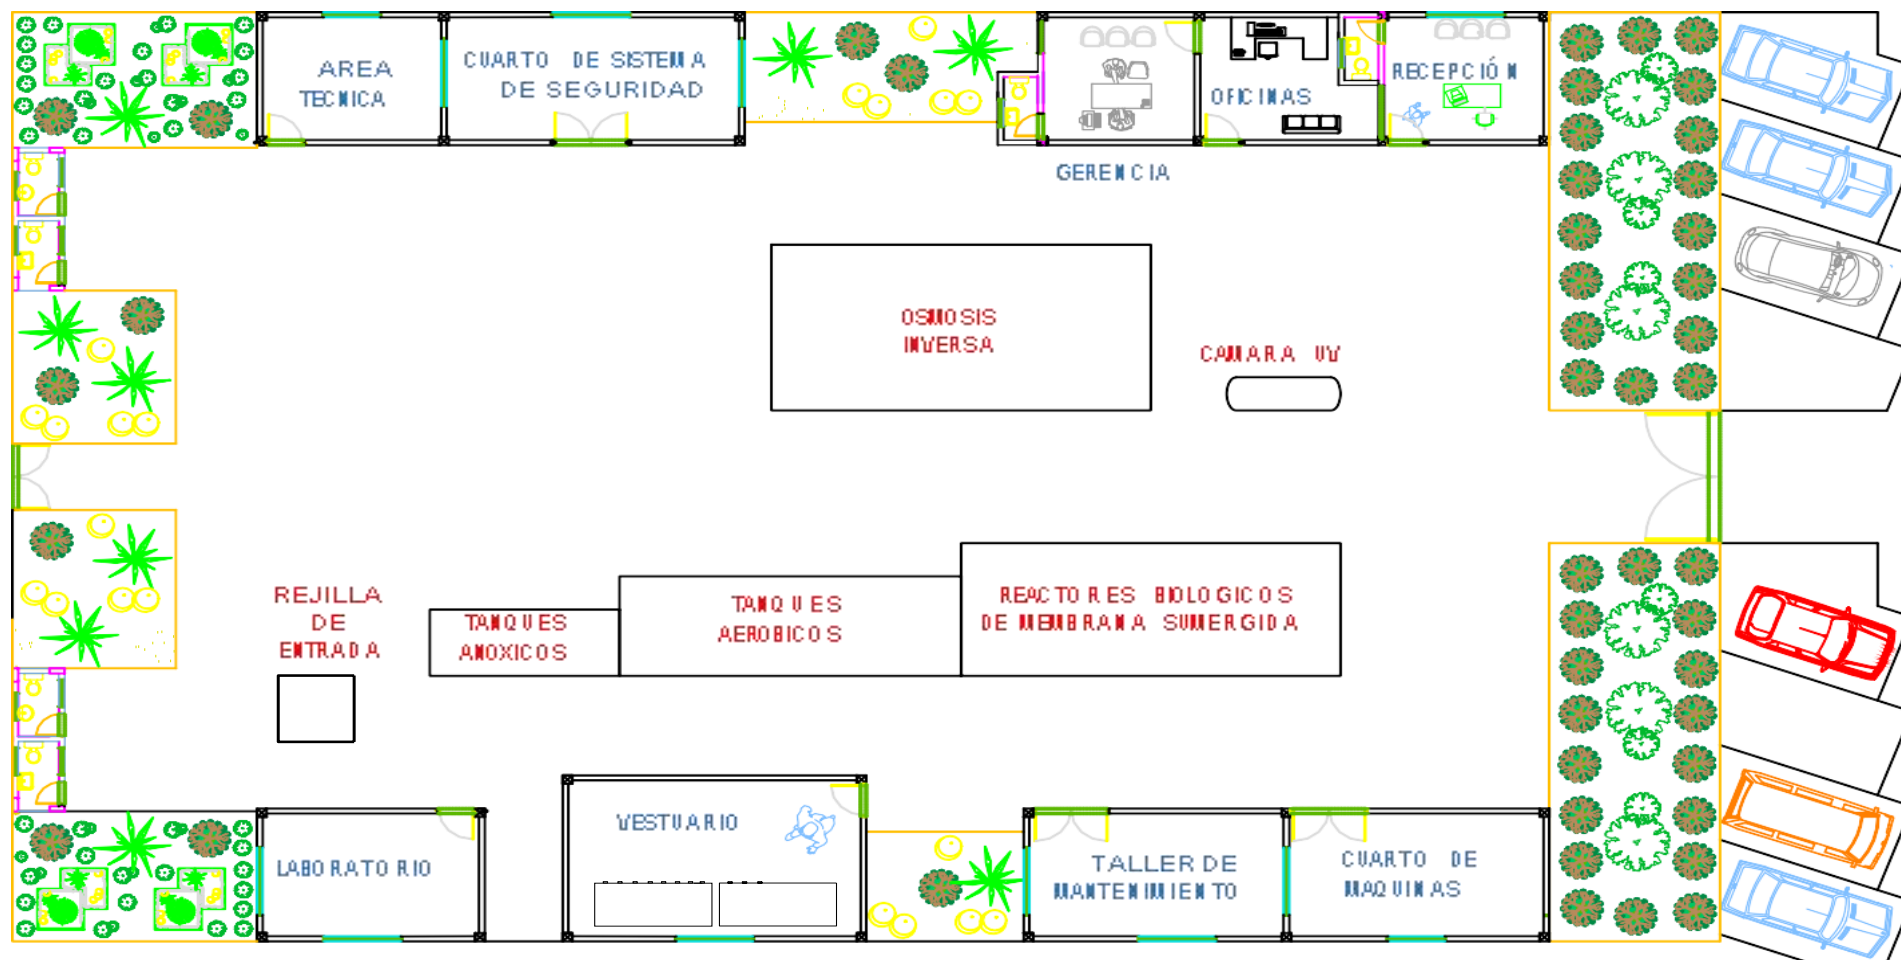 AREA
TECNICA
CUARTO DE SISTEMA
DE SEGURIDAD
OFICINAS
RECEPCIÓN
GERENCIA
OSMOSIS
INVERSA
CAMARA UV
REJILLA
DE
ENTRADA
TANQUES
ANOXICOS
TANQUES
AEROBICOS
REACTORES BIOLOGICOS
DE MEMBRANA SUMERGIDA
LABORATORIO
VESTUARIO
TALLER DE
MANTENIMIENTO
CUARTO DE
MAQUINAS